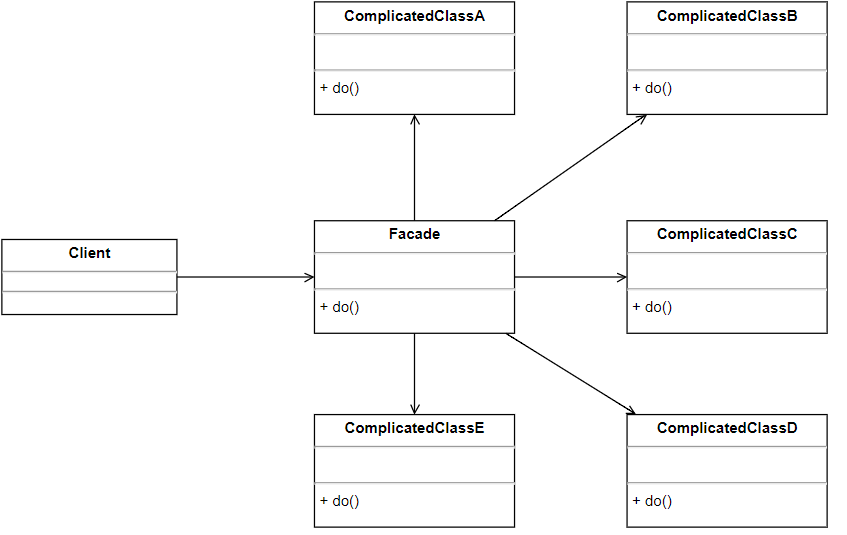 ComplicatedClassA
+ do()
ComplicatedClassB
+ do()
Client
Facade
+ do()
ComplicatedClassC
+ do()
ComplicatedClassE
+ do()
ComplicatedClassD
+ do()